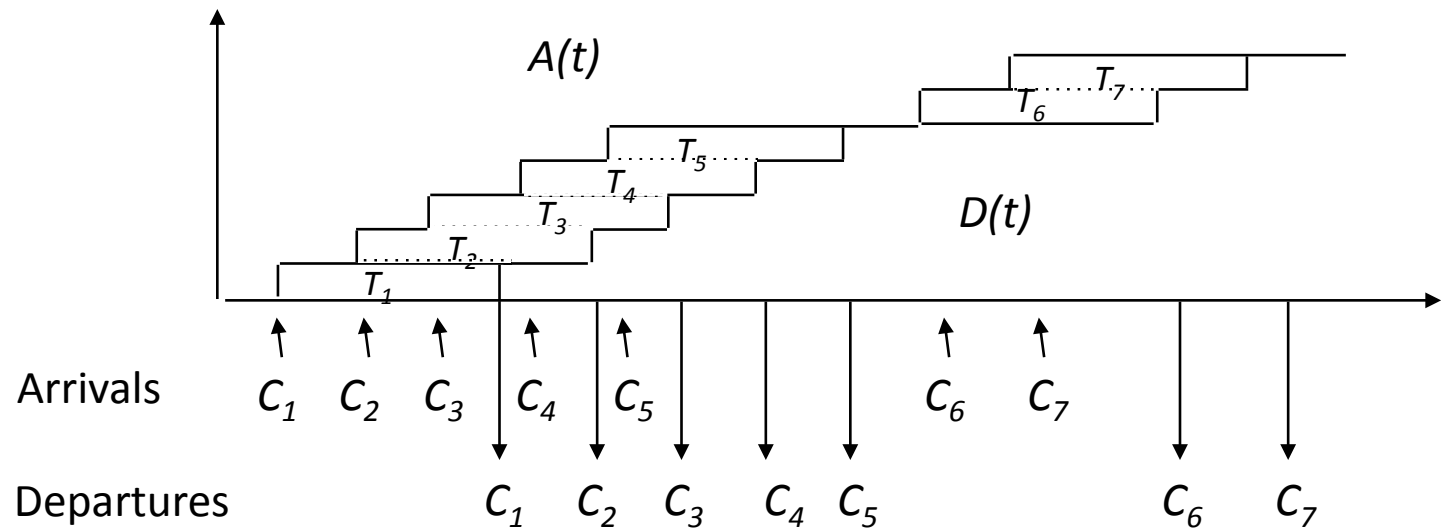 A(t)
T₇
T₆
T₅
T₄
D(t)
T₃
T₂
T₁
Arrivals C₁ C₂ C₃ C₄ C₅ C₆ C₇
Departures C₁ C₂ C₃ C₄ C₅ C₆ C₇